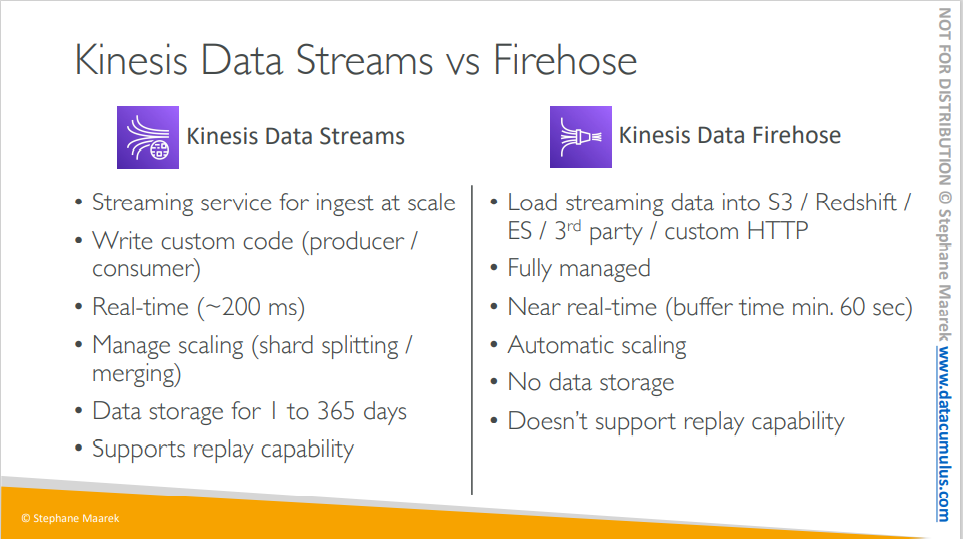 Kinesis Data Streams vs Firehose
Kinesis Data Streams
• Streaming service for ingest at scale
• Write custom code (producer /
consumer)
• Real-time (~200 ms)
• Manage scaling (shard splitting /
merging)
• Data storage for 1 to 365 days
• Supports replay capability
Kinesis Data Firehose
• Load streaming data into S3 / Redshift /
ES / 3rd party / custom HTTP
• Fully managed
• Near real-time (buffer time min. 60 sec)
• Automatic scaling
• No data storage
• Doesn't support replay capability
NOT FOR DISTRIBUTION © Stephane Maarek www.datacumulus.com
© Stephane Maarek